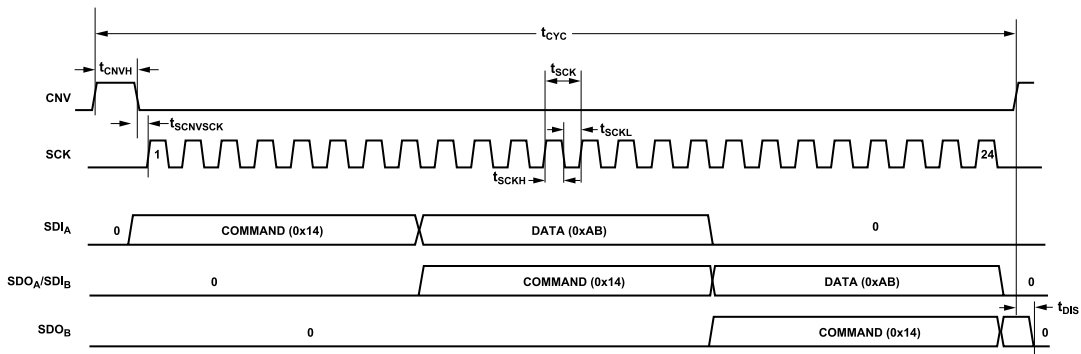 tCYC
tCNVH
tSCK
CNV
tSCNVSCK
tSCKL
SCK
1
24
tSCKH
SDIA
0
COMMAND (0x14)
DATA (0xAB)
0
SDOA/SDIB
0
COMMAND (0x14)
DATA (0xAB)
0
tDIS
SDOB
0
COMMAND (0x14)
0